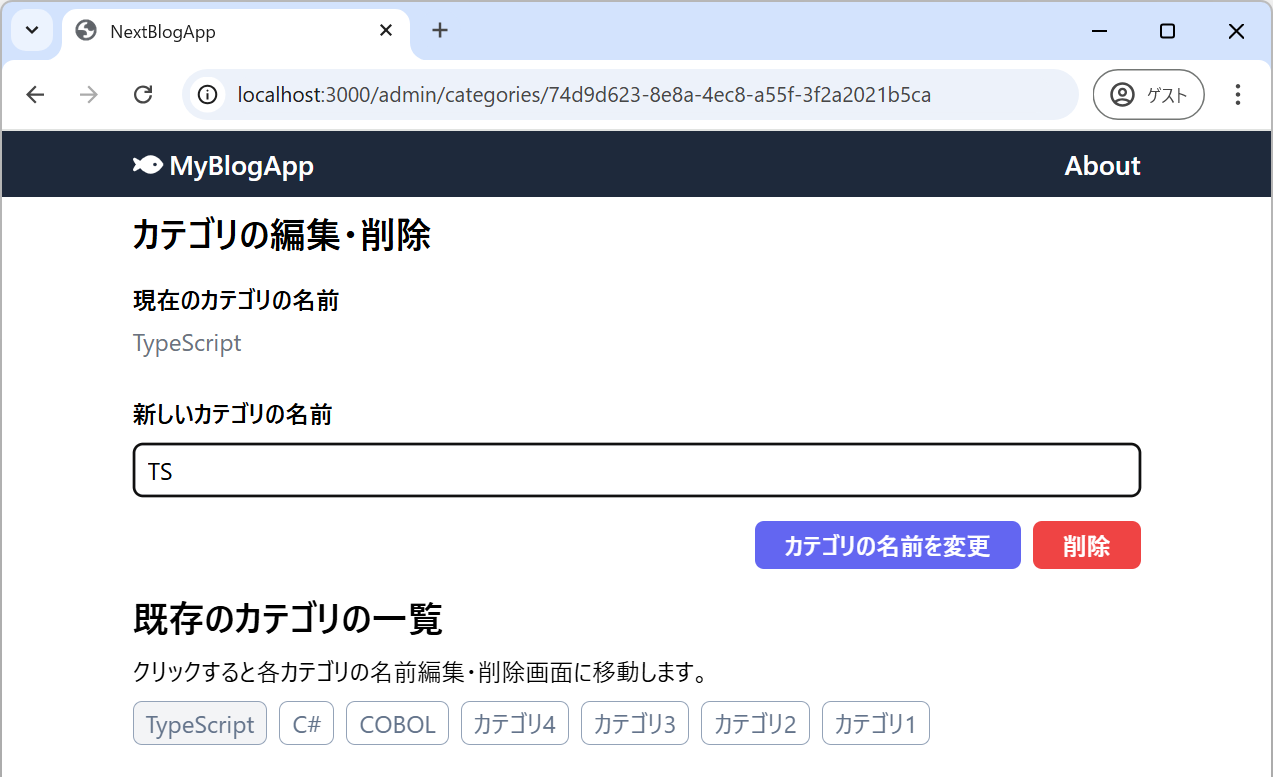 NextBlogApp
localhost:3000/admin/categories/74d9d623-8e8a-4ec8-a55f-3f2a2021b5ca
ゲスト
MyBlogApp
About
カテゴリの編集・削除
現在のカテゴリの名前
TypeScript
新しいカテゴリの名前
TS
カテゴリの名前を変更
削除
既存のカテゴリの一覧
クリックすると各カテゴリの名前編集・削除画面に移動します。
TypeScript C# COBOL カテゴリ4 カテゴリ3 カテゴリ2 カテゴリ1